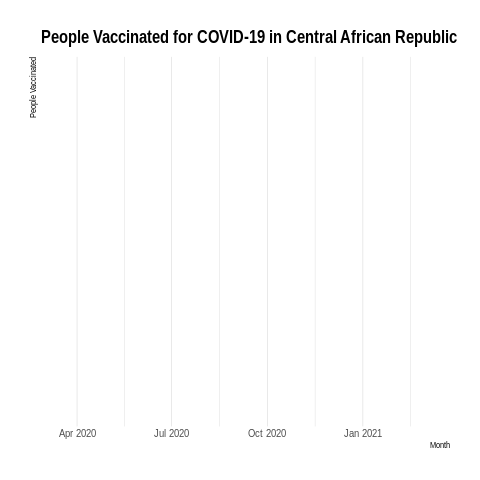 People Vaccinated for COVID-19 in Central African Republic
People Vaccinated
Apr 2020
Jul 2020
Oct 2020
Jan 2021
Month